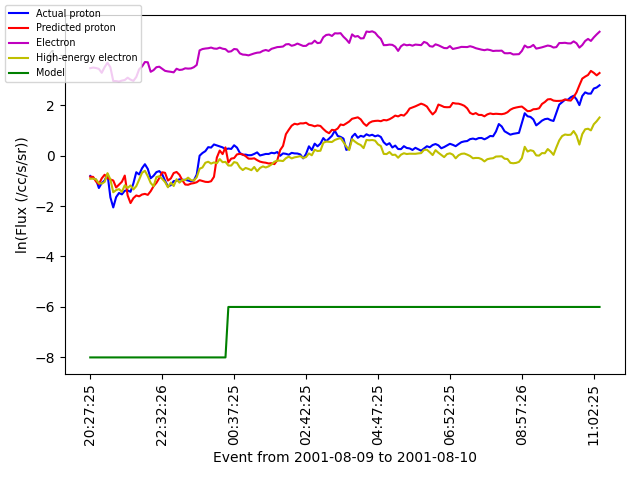 Actual proton
Predicted proton
Electron
High-energy electron
Model
ln(Flux (/cc/s/sr))
2
0
−2
−4
−6
−8
20:27:25
22:32:26
00:37:25
02:42:25
04:47:25
06:52:25
08:57:26
11:02:25
Event from 2001-08-09 to 2001-08-10